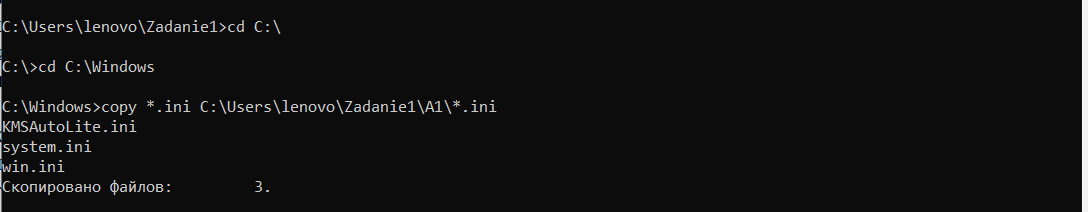 C:\Users\lenovo\Zadanie1>cd C:\
C:\>cd C:\Windows
C:\Windows>copy *.ini C:\Users\lenovo\Zadanie1\A1\*.ini
KMSAutoLite.ini
system.ini
win.ini
Скопировано файлов:         3.